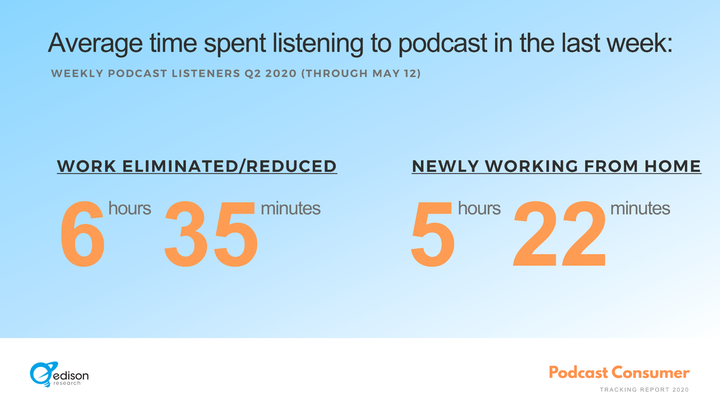 Average time spent listening to podcast in the last week:
WEEKLY PODCAST LISTENERS Q2 2020 (THROUGH MAY 12)
WORK ELIMINATED/REDUCED
6 hours 35 minutes
NEWLY WORKING FROM HOME
5 hours 22 minutes
edison
research
Podcast Consumer
TRACKING REPORT 2020